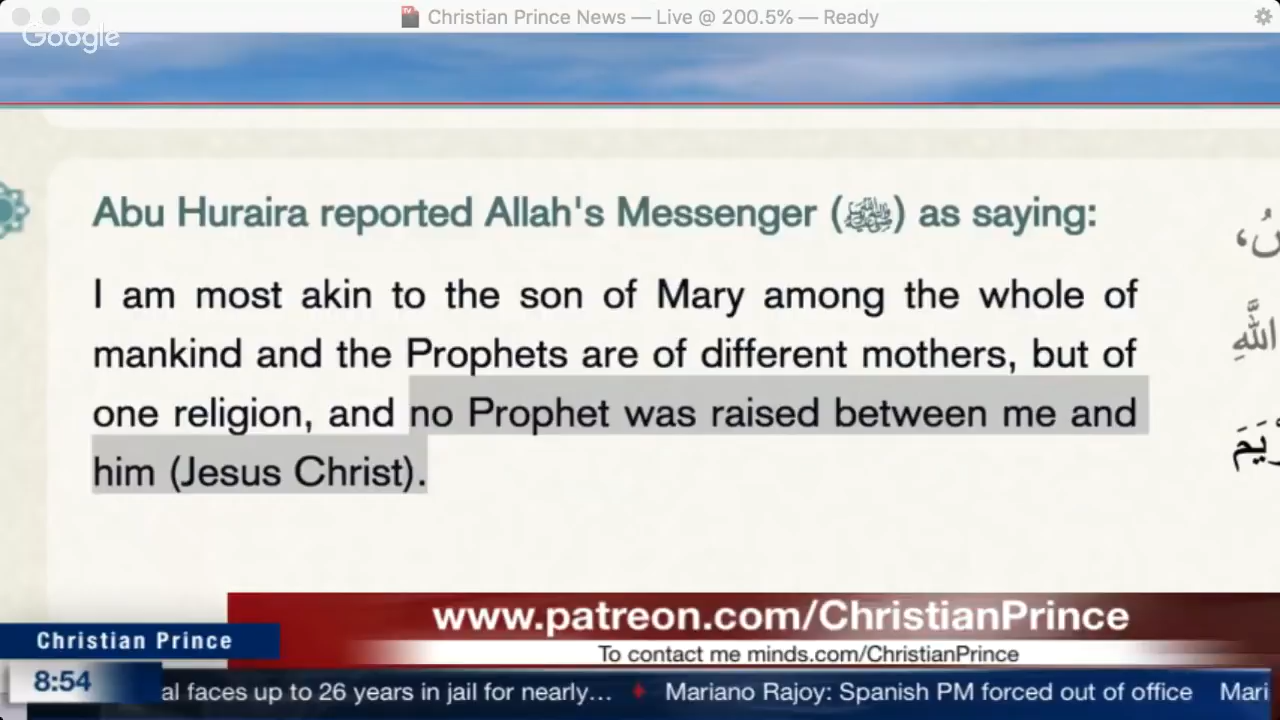 Christian Prince News — Live @ 200.5% — Ready
Google
Abu Huraira reported Allah's Messenger (ﷺ) as saying:
I am most akin to the son of Mary among the whole of
mankind and the Prophets are of different mothers, but of
one religion, and no Prophet was raised between me and
him (Jesus Christ).
www.patreon.com/ChristianPrince
To contact me minds.com/ChristianPrince
Christian Prince
8:54
al faces up to 26 years in jail for nearly... ♦ Mariano Rajoy: Spanish PM forced out of office Mari